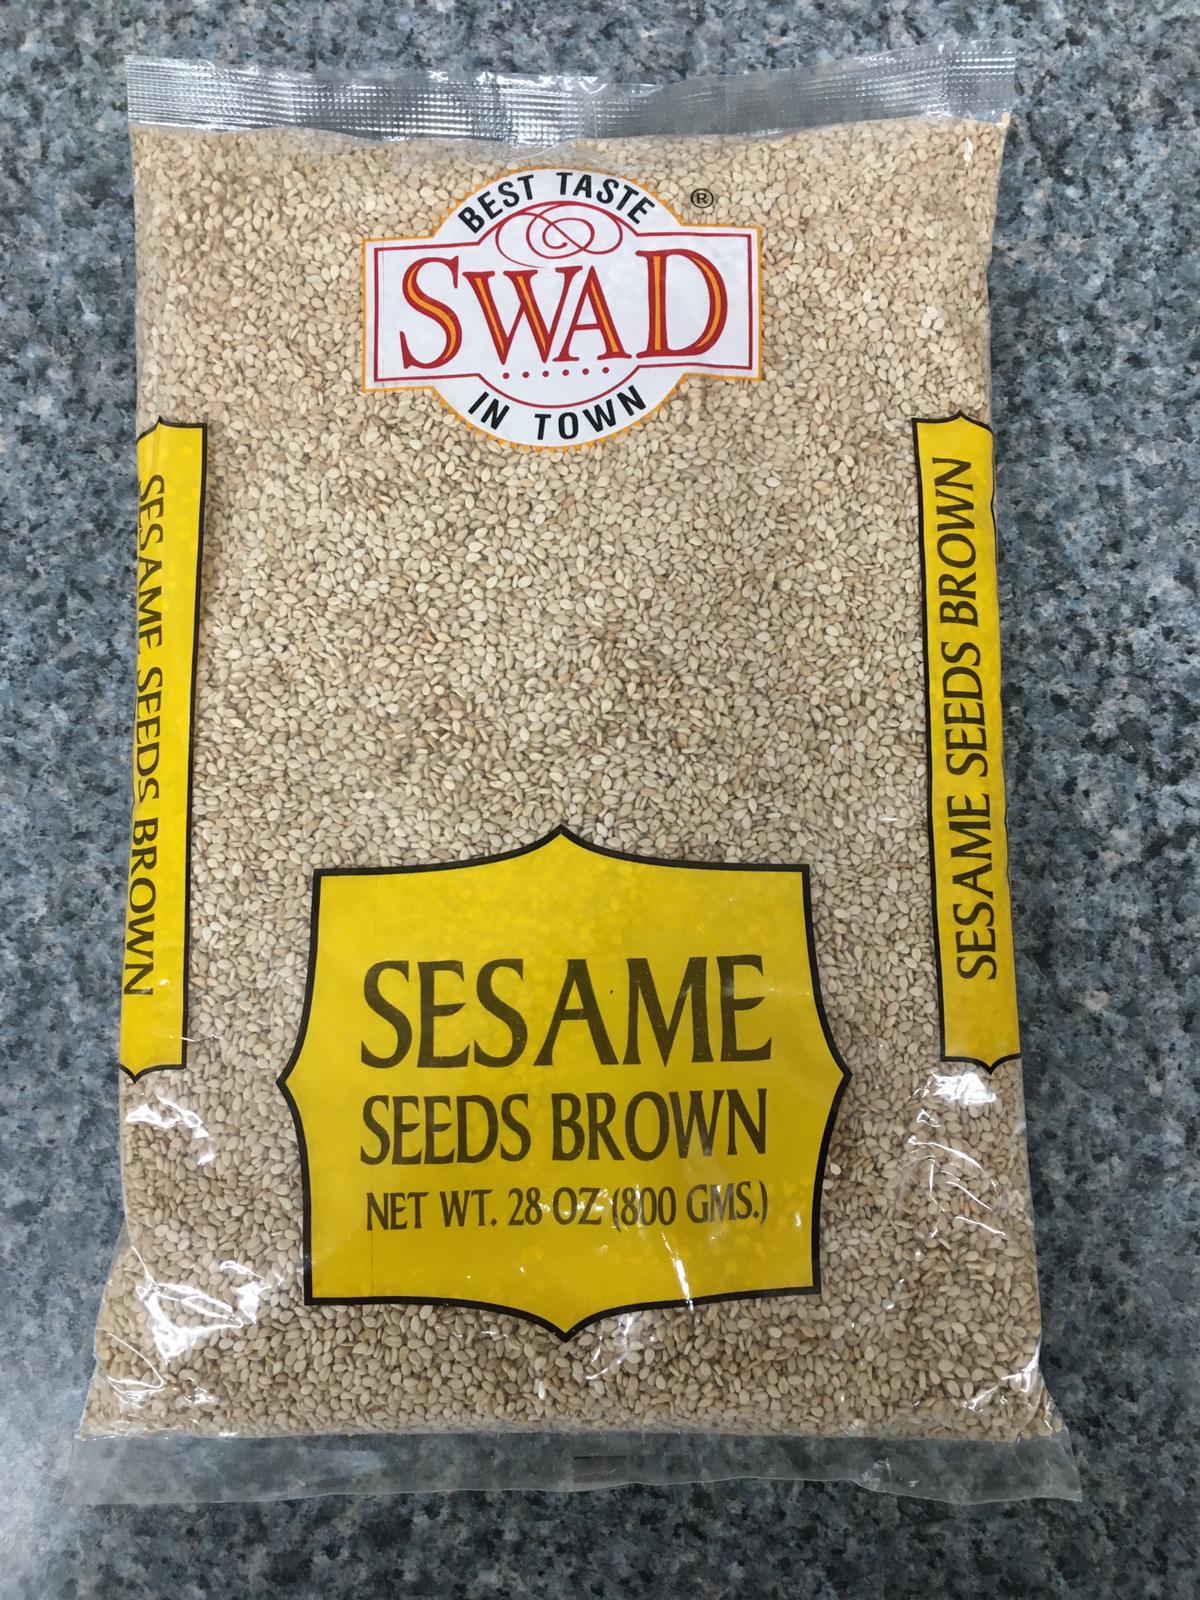 BEST TASTE
®
SWAD
IN TOWN
SESAME SEEDS BROWN
SESAME SEEDS BROWN
SESAME
SEEDS BROWN
NET WT. 28 OZ (800 GMS.)